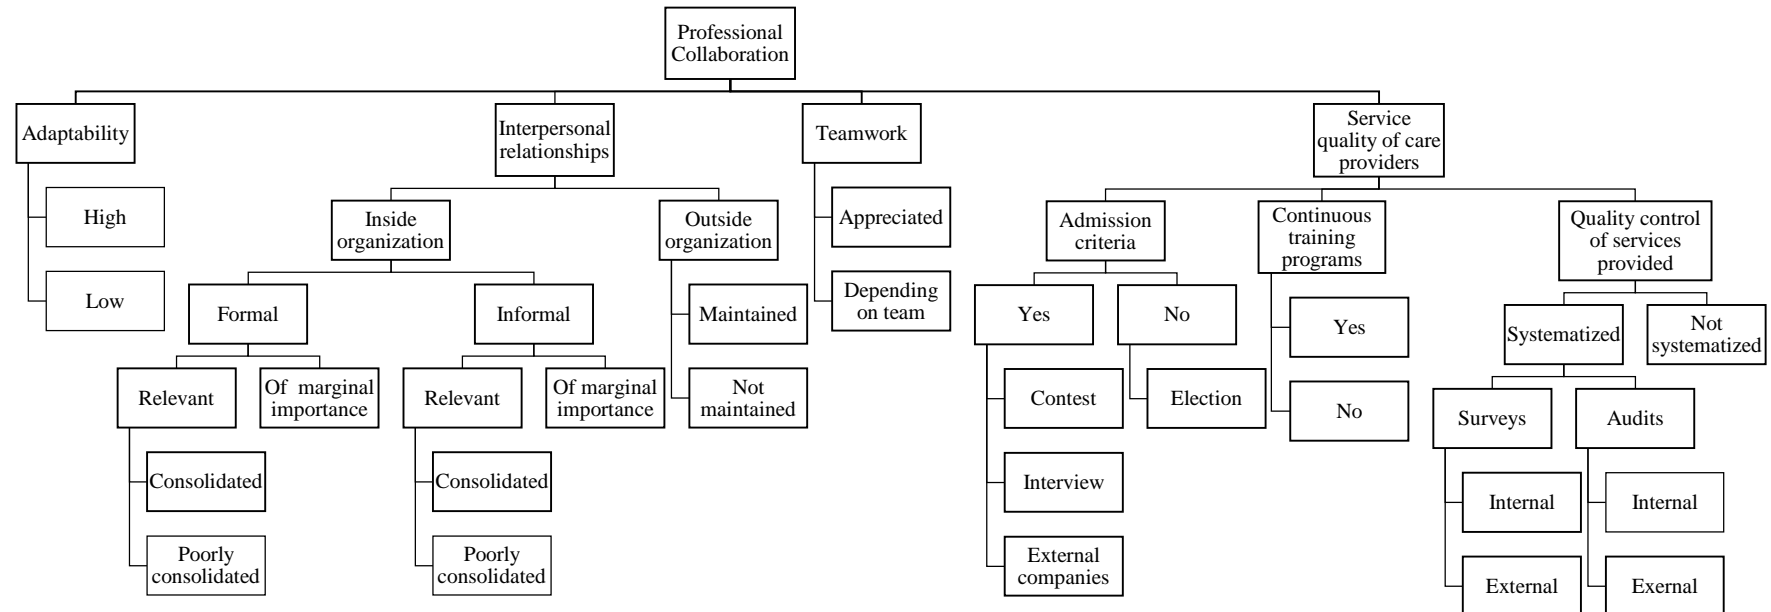 Professional
Collaboration
Adaptability
Interpersonal
relationships
Teamwork
Service
quality of care
providers
High
Low
Inside
organization
Outside
organization
Appreciated
Depending
on team
Admission
criteria
Continuous
training
programs
Quality control
of services
provided
Formal
Informal
Maintained
Not
maintained
Yes
No
Yes
No
Systematized
Not
systematized
Relevant
Of marginal
importance
Relevant
Of marginal
importance
Contest
Interview
External
companies
Election
Surveys
Audits
Consolidated
Poorly
consolidated
Consolidated
Poorly
consolidated
Internal
External
Internal
Exernal